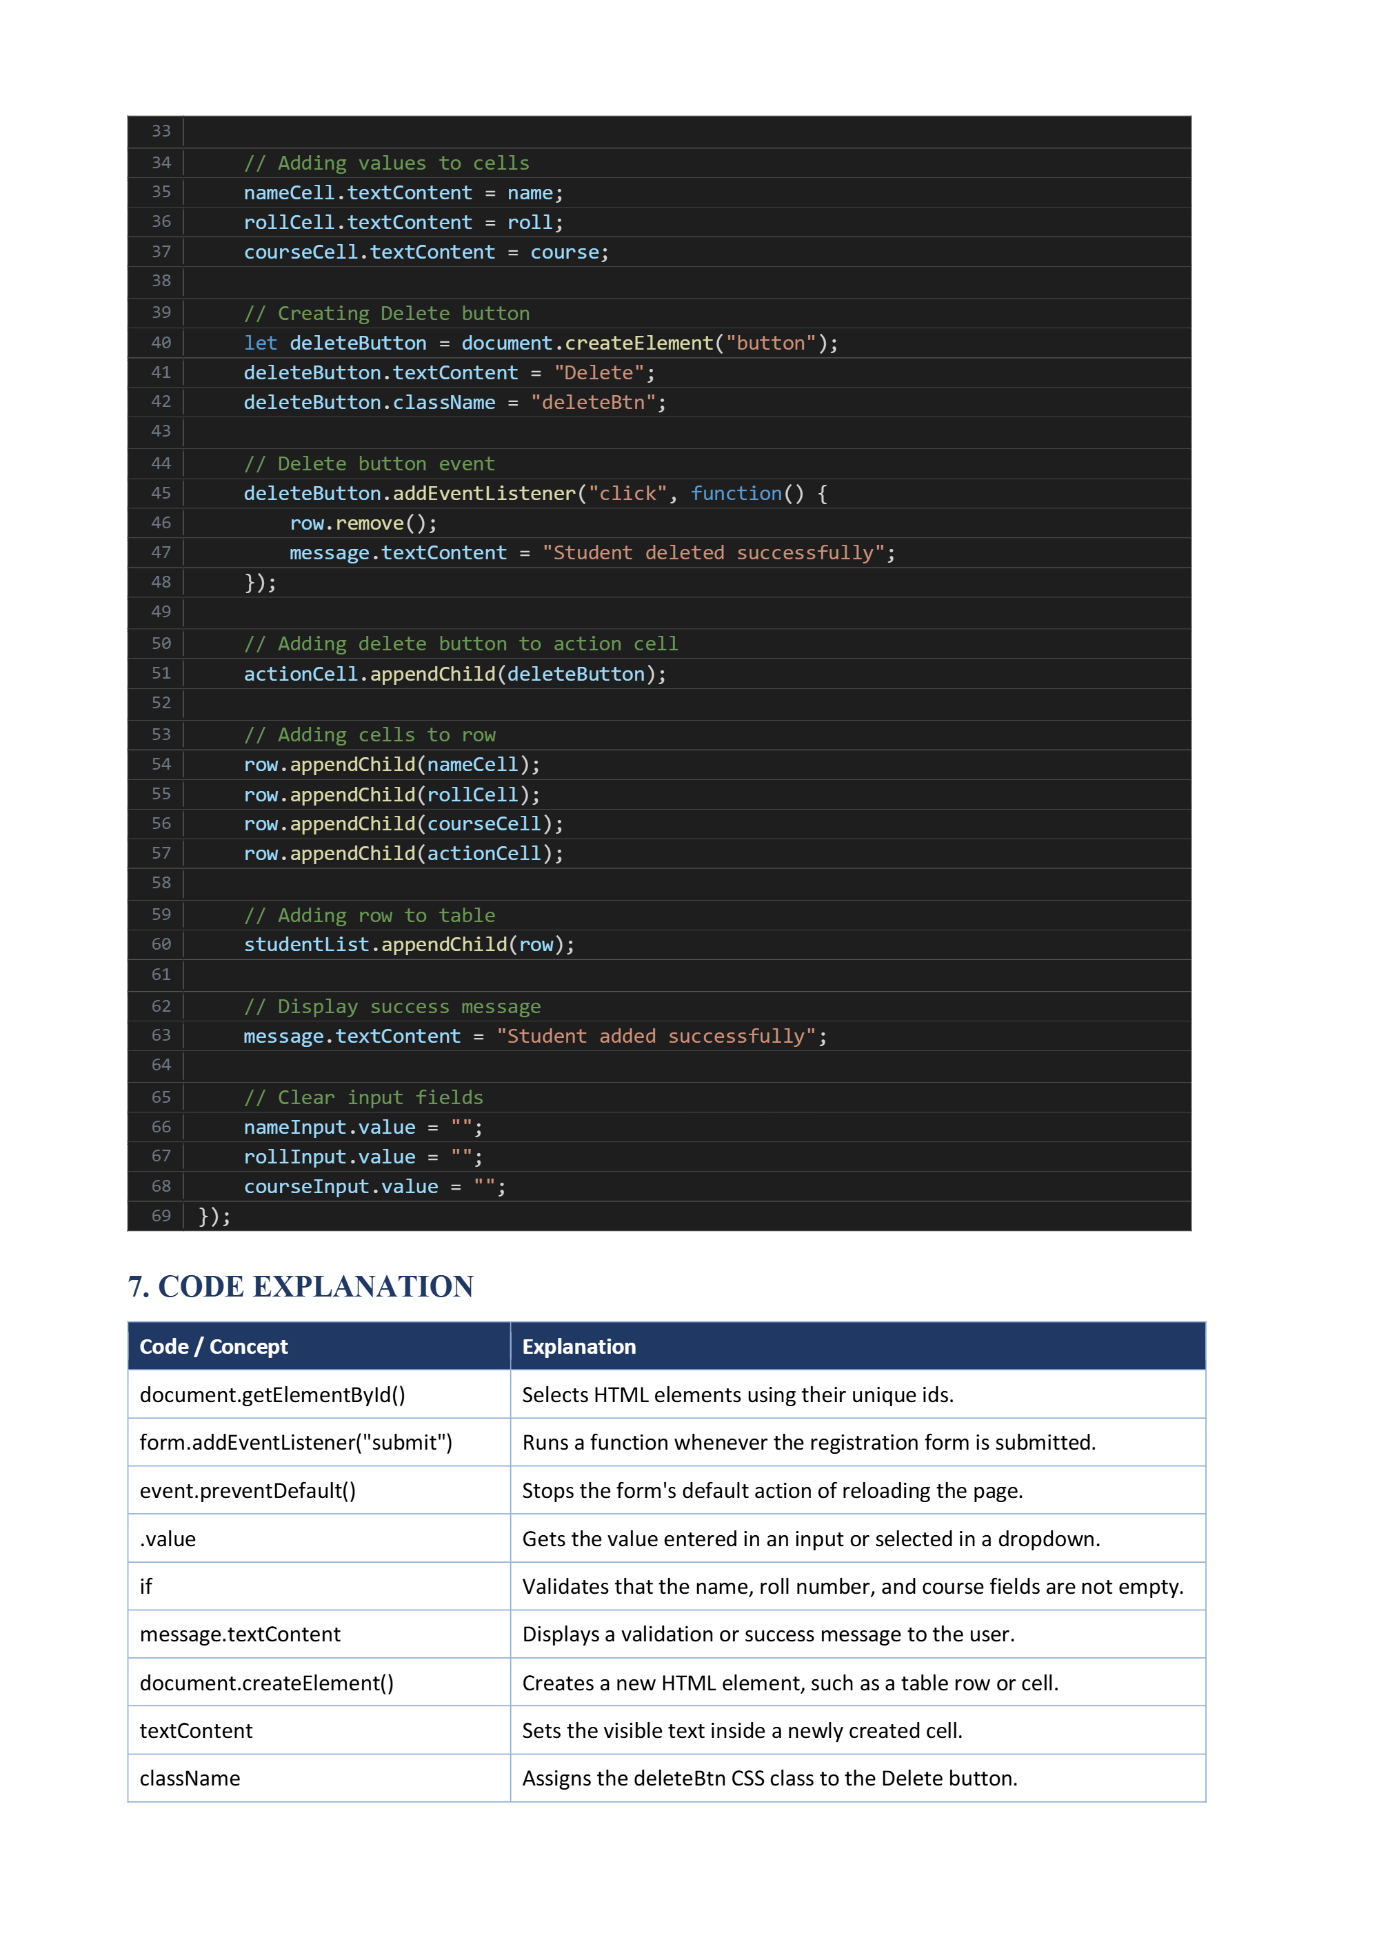 33
34 // Adding values to cells
35 nameCell.textContent = name;
36 rollCell.textContent = roll;
37 courseCell.textContent = course;
38
39 // Creating Delete button
40 let deleteButton = document.createElement("button");
41 deleteButton.textContent = "Delete";
42 deleteButton.className = "deleteBtn";
43
44 // Delete button event
45 deleteButton.addEventListener("click", function() {
46 row.remove();
47 message.textContent = "Student deleted successfully";
48 });
49
50 // Adding delete button to action cell
51 actionCell.appendChild(deleteButton);
52
53 // Adding cells to row
54 row.appendChild(nameCell);
55 row.appendChild(rollCell);
56 row.appendChild(courseCell);
57 row.appendChild(actionCell);
58
59 // Adding row to table
60 studentList.appendChild(row);
61
62 // Display success message
63 message.textContent = "Student added successfully";
64
65 // Clear input fields
66 nameInput.value = "";
67 rollInput.value = "";
68 courseInput.value = "";
69 });
7. CODE EXPLANATION
Code / Concept Explanation
document.getElementById() Selects HTML elements using their unique ids.
form.addEventListener("submit") Runs a function whenever the registration form is submitted.
event.preventDefault() Stops the form's default action of reloading the page.
.value Gets the value entered in an input or selected in a dropdown.
if Validates that the name, roll number, and course fields are not empty.
message.textContent Displays a validation or success message to the user.
document.createElement() Creates a new HTML element, such as a table row or cell.
textContent Sets the visible text inside a newly created cell.
className Assigns the deleteBtn CSS class to the Delete button.